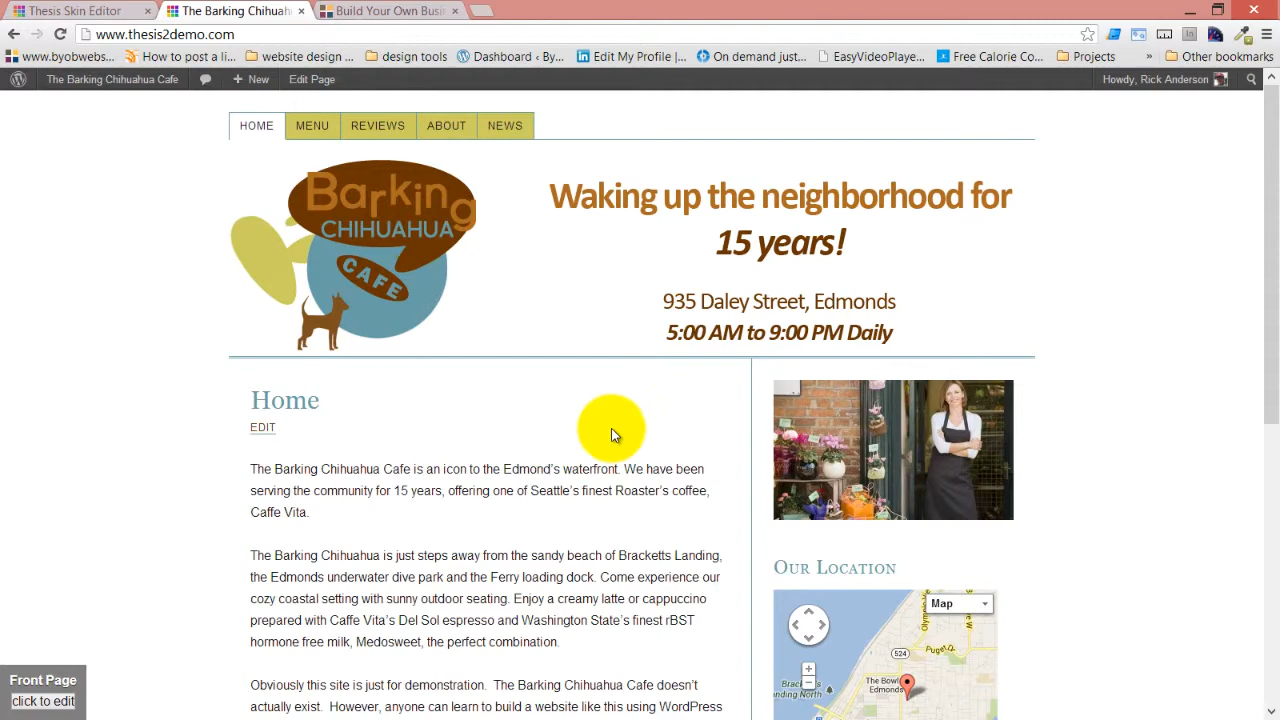 Thesis Skin Editor
The Barking Chihuah
Build Your Own Busi
www.thesis2demo.com
www.byobwebs...
How to post a li...
website design ...
design tools
Dashboard ‹ By...
Edit My Profile |...
On demand just...
EasyVideoPlaye...
Free Calorie Co...
Projects
»
Other bookmarks
The Barking Chihuahua Cafe
+ New
Edit Page
Howdy, Rick Anderson
HOME
MENU
REVIEWS
ABOUT
NEWS
Barking
CHIHUAHUA
CAFE
Waking up the neighborhood for
15 years!
935 Daley Street, Edmonds
5:00 AM to 9:00 PM Daily
Home
EDIT
The Barking Chihuahua Cafe is an icon to the Edmond's waterfront. We have been
serving the community for 15 years, offering one of Seattle's finest Roaster's coffee,
Caffe Vita.
The Barking Chihuahua is just steps away from the sandy beach of Bracketts Landing,
the Edmonds underwater dive park and the Ferry loading dock. Come experience our
cozy coastal setting with sunny outdoor seating. Enjoy a creamy latte or cappuccino
prepared with Caffe Vita's Del Sol espresso and Washington State's finest rBST
hormone free milk, Medosweet, the perfect combination.
Obviously this site is just for demonstration. The Barking Chihuahua Cafe doesn't
actually exist. However, anyone can learn to build a website like this using WordPress
Our Location
Map
524
Puget
The Bowl
Edmonds
nding North
Front Page
click to edit